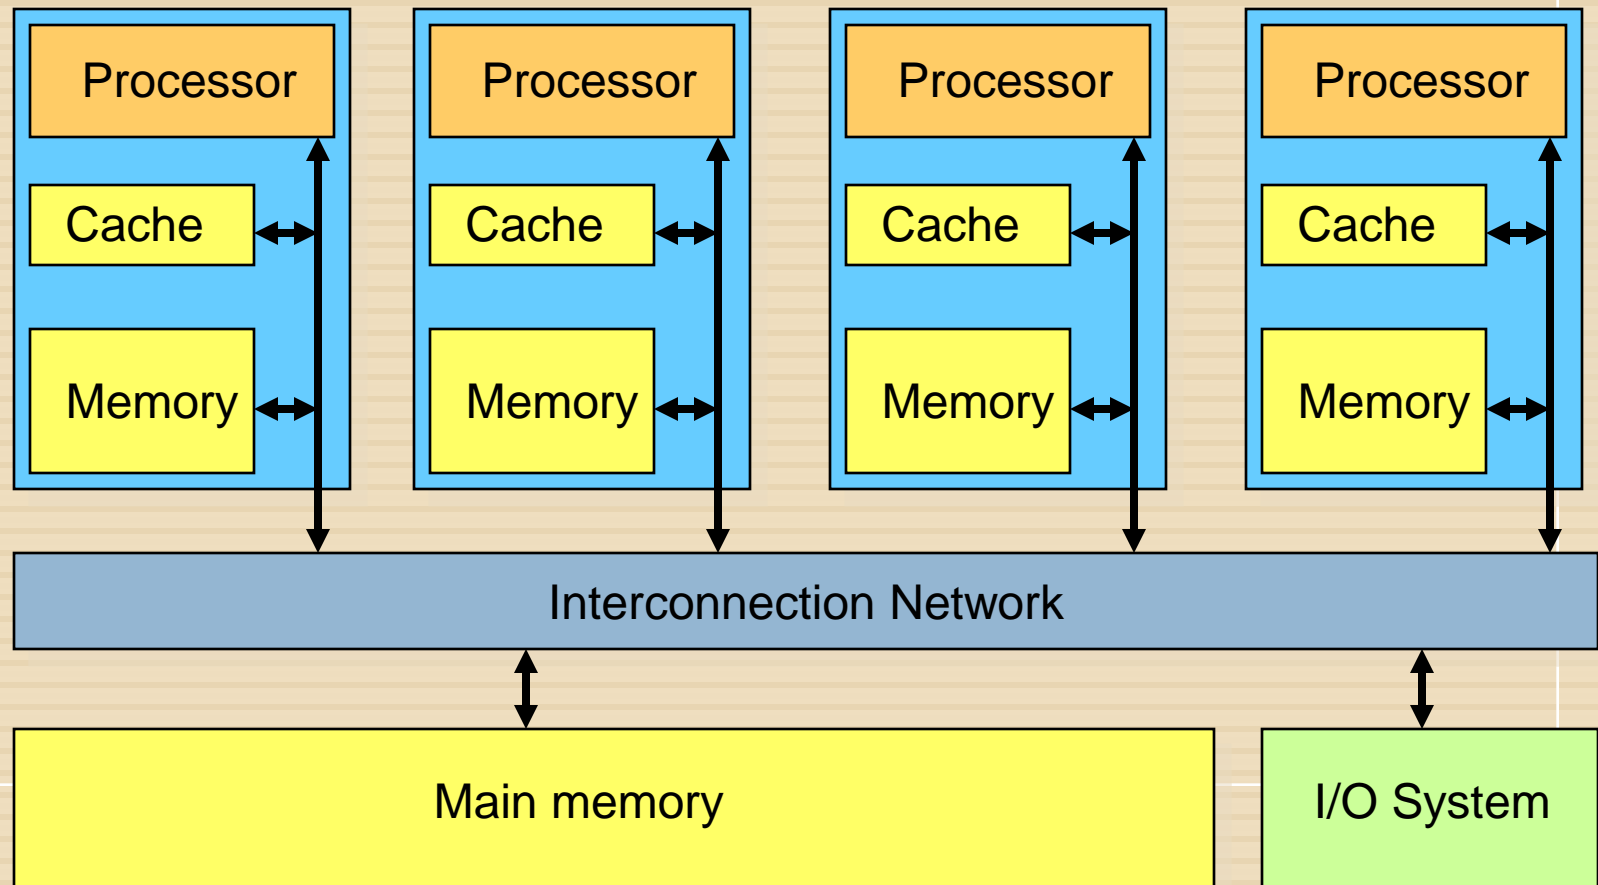 Processor
Processor
Processor
Processor
Cache
Cache
Cache
Cache
Memory
Memory
Memory
Memory
Interconnection Network
Main memory
I/O System